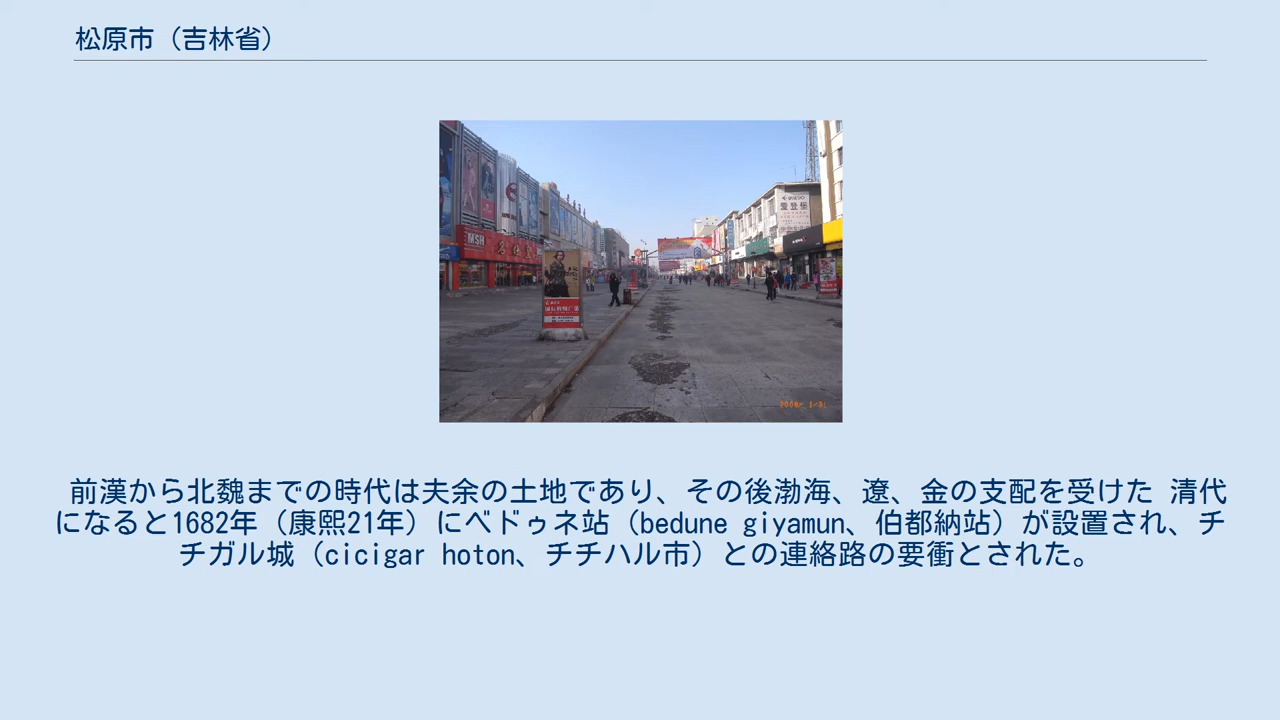 松原市（吉林省）
MSH
愛登堡
前漢から北魏までの時代は夫余の土地であり、その後渤海、遼、金の支配を受けた 清代
になると1682年（康熙21年）にベドゥネ站（bedune giyamun、伯都納站）が設置され、チ
チガル城（cicigar hoton、チチハル市）との連絡路の要衝とされた。